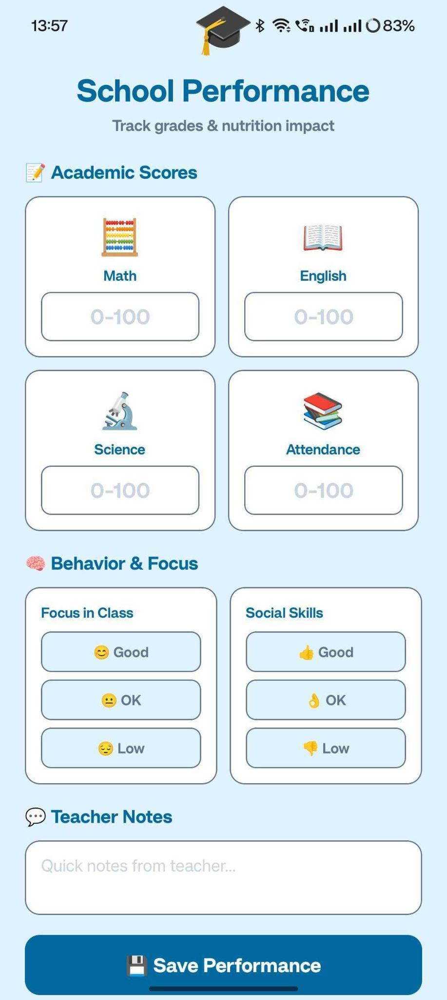 13:57
83%
School Performance
Track grades & nutrition impact
Academic Scores
Math
English
0-100
0-100
Science
Attendance
0-100
0-100
Behavior & Focus
Focus in Class
Social Skills
Good
Good
OK
OK
Low
Low
Teacher Notes
Quick notes from teacher...
Save Performance